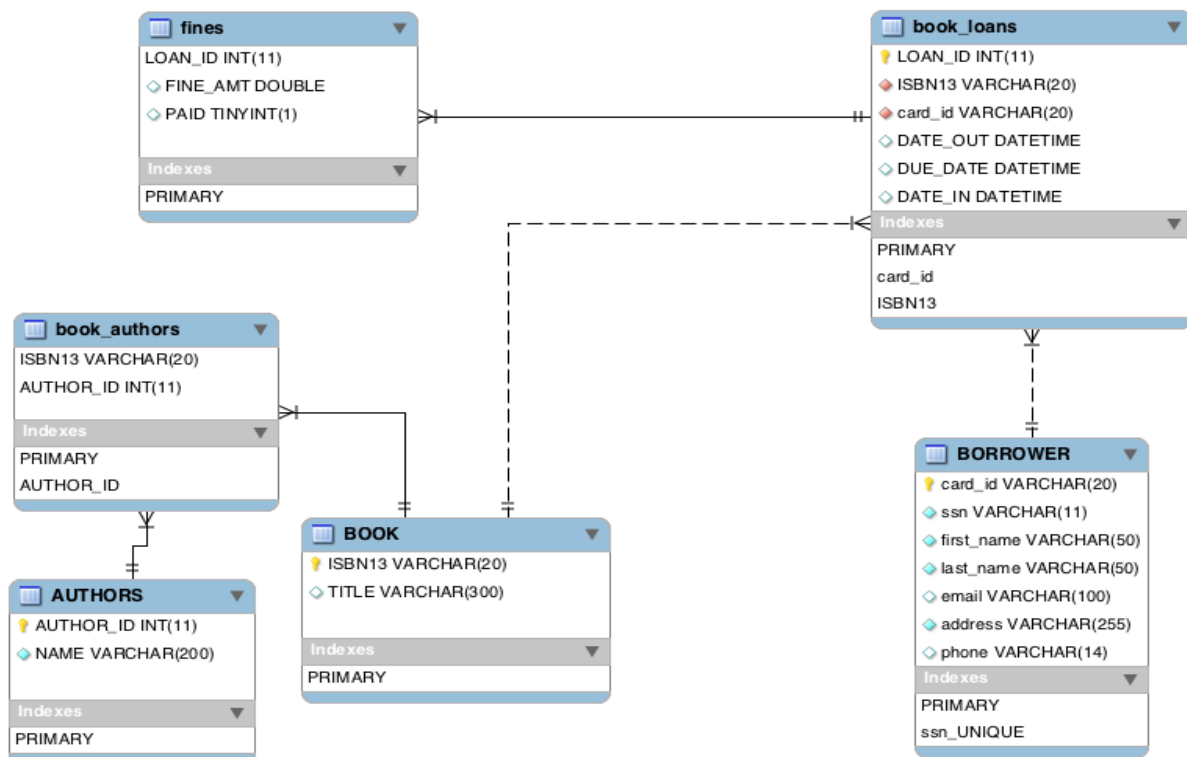 fines
LOAN_ID INT(11)
FINE_AMT DOUBLE
PAID TINYINT(1)
Indexes
PRIMARY
book_loans
LOAN_ID INT(11)
ISBN13 VARCHAR(20)
card_id VARCHAR(20)
DATE_OUT DATETIME
DUE_DATE DATETIME
DATE_IN DATETIME
Indexes
PRIMARY
card_id
ISBN13
book_authors
ISBN13 VARCHAR(20)
AUTHOR_ID INT(11)
Indexes
PRIMARY
AUTHOR_ID
BORROWER
card_id VARCHAR(20)
ssn VARCHAR(11)
first_name VARCHAR(50)
last_name VARCHAR(50)
email VARCHAR(100)
address VARCHAR(255)
phone VARCHAR(14)
Indexes
PRIMARY
ssn_UNIQUE
BOOK
ISBN13 VARCHAR(20)
TITLE VARCHAR(300)
Indexes
PRIMARY
AUTHORS
AUTHOR_ID INT(11)
NAME VARCHAR(200)
Indexes
PRIMARY